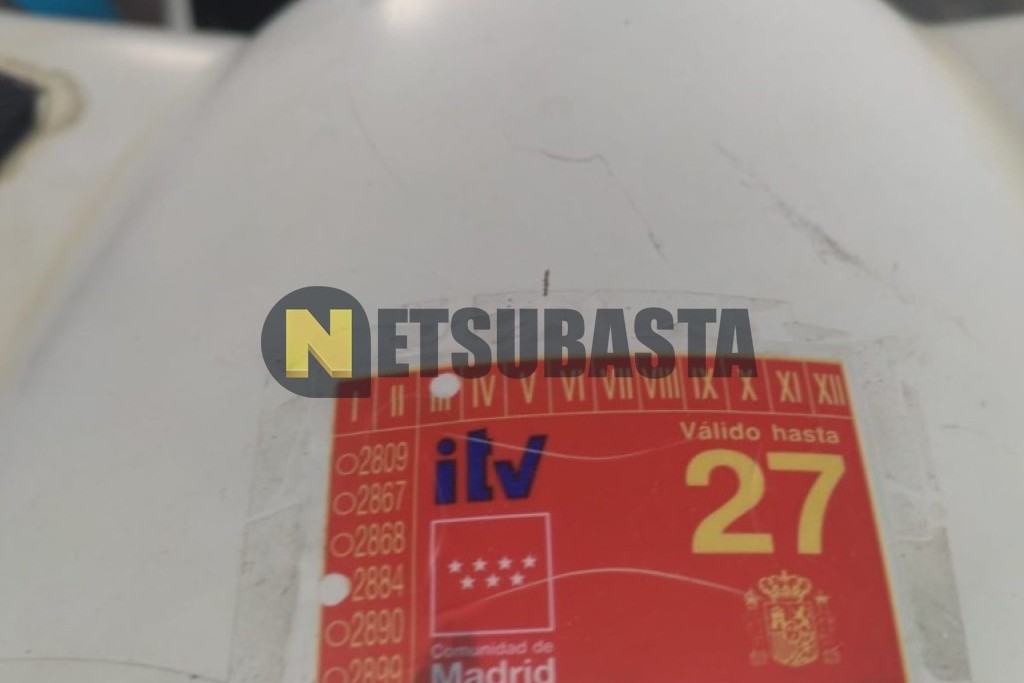 NETSUBASTA
I II III IV V VI VII VIII IX X XI XII
Válido hasta
27
itv
2809
2867
2868
2884
2890
2899
Comunidad de
Madrid